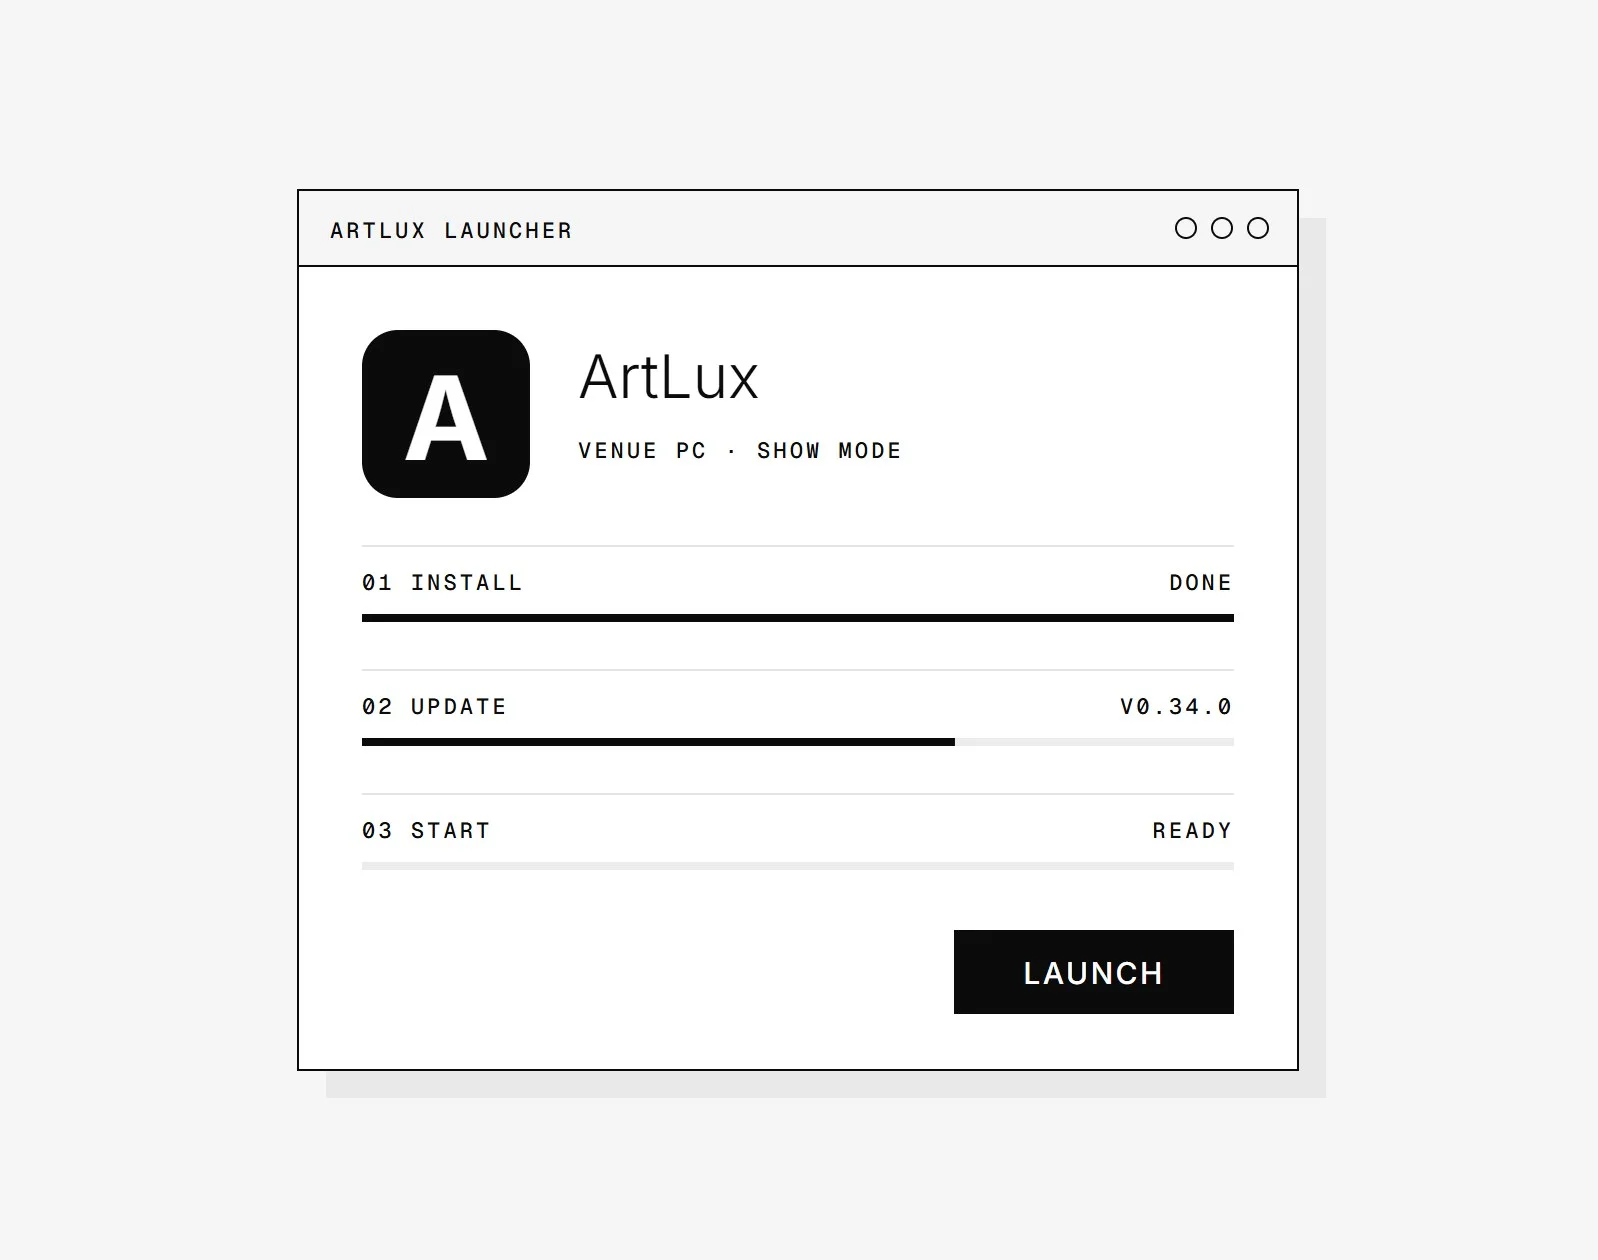 ARTLUX LAUNCHER
A
ArtLux
VENUE PC · SHOW MODE
01 INSTALL DONE
02 UPDATE V0.34.0
03 START READY
LAUNCH